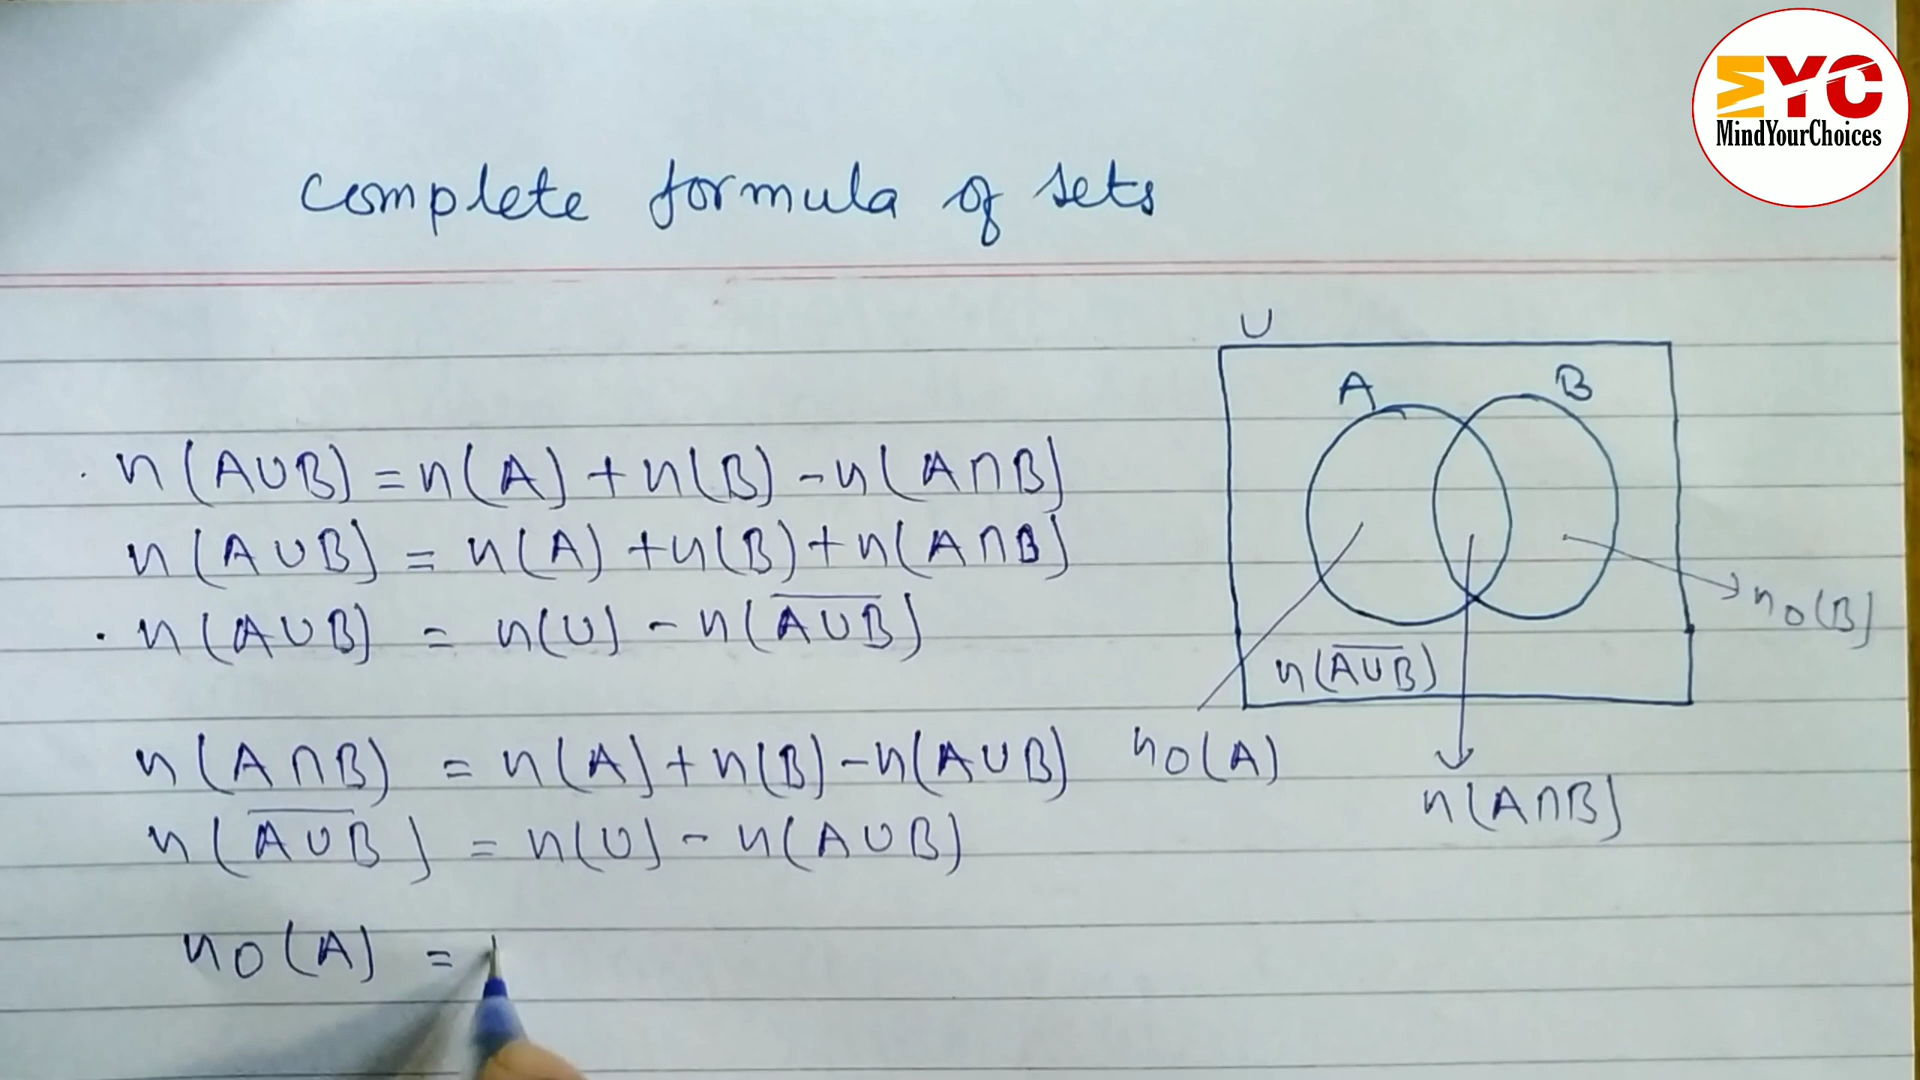 MYC
MindYourChoices
Complete formula of sets
U
A B
· n(A∪B) = n(A) + n(B) - n(A∩B)
n(A∪B) = n(A) + n(B) + n(A∩B)
· n(A∪B) = n(U) - n(A̅∪̅B̅)
n(A∩B) = n(A) + n(B) - n(A∪B)
n(A̅∪̅B̅) = n(U) - n(A∪B)
n₀(A) =
n₀(B)
n(A̅∪̅B̅)
n₀(A)
n(A∩B)